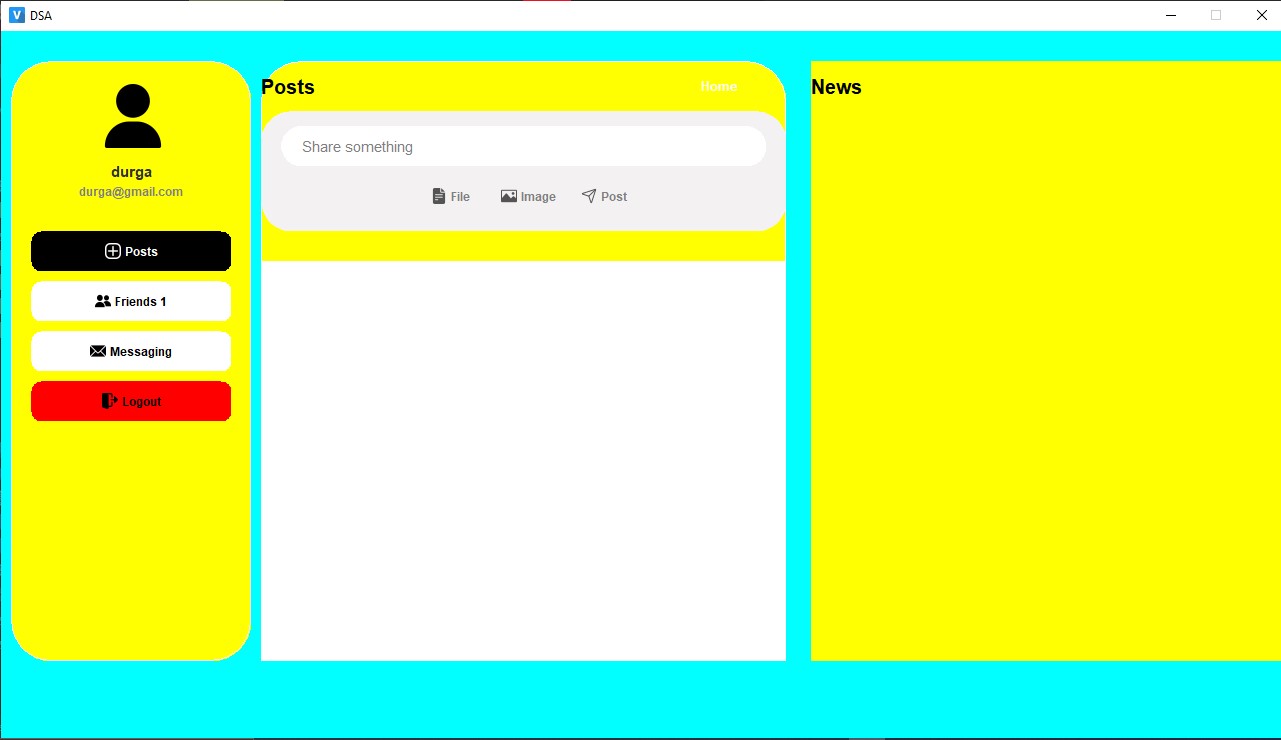 V DSA
durga
durga@gmail.com
Posts
Friends 1
Messaging
Logout
Posts
Home
Share something
File
Image
Post
News